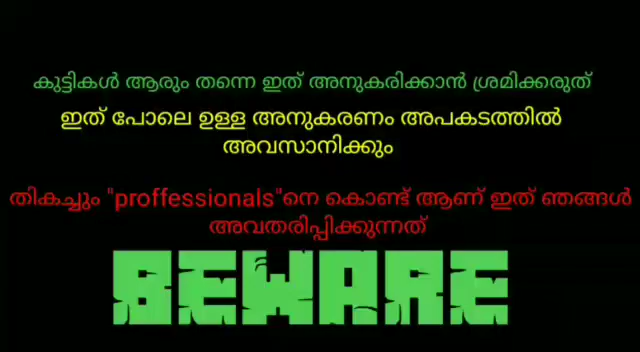 കുട്ടികൾ ആരും തന്നെ ഇത് അനുകരിക്കാൻ ശ്രമിക്കരുത്
ഇത് പോലെ ഉള്ള അനുകരണം അപകടത്തിൽ
അവസാനിക്കും
തികച്ചും "proffessionals"നെ കൊണ്ട് ആണ് ഇത് ഞങ്ങൾ
അവതരിപ്പിക്കുന്നത്
BEWARE